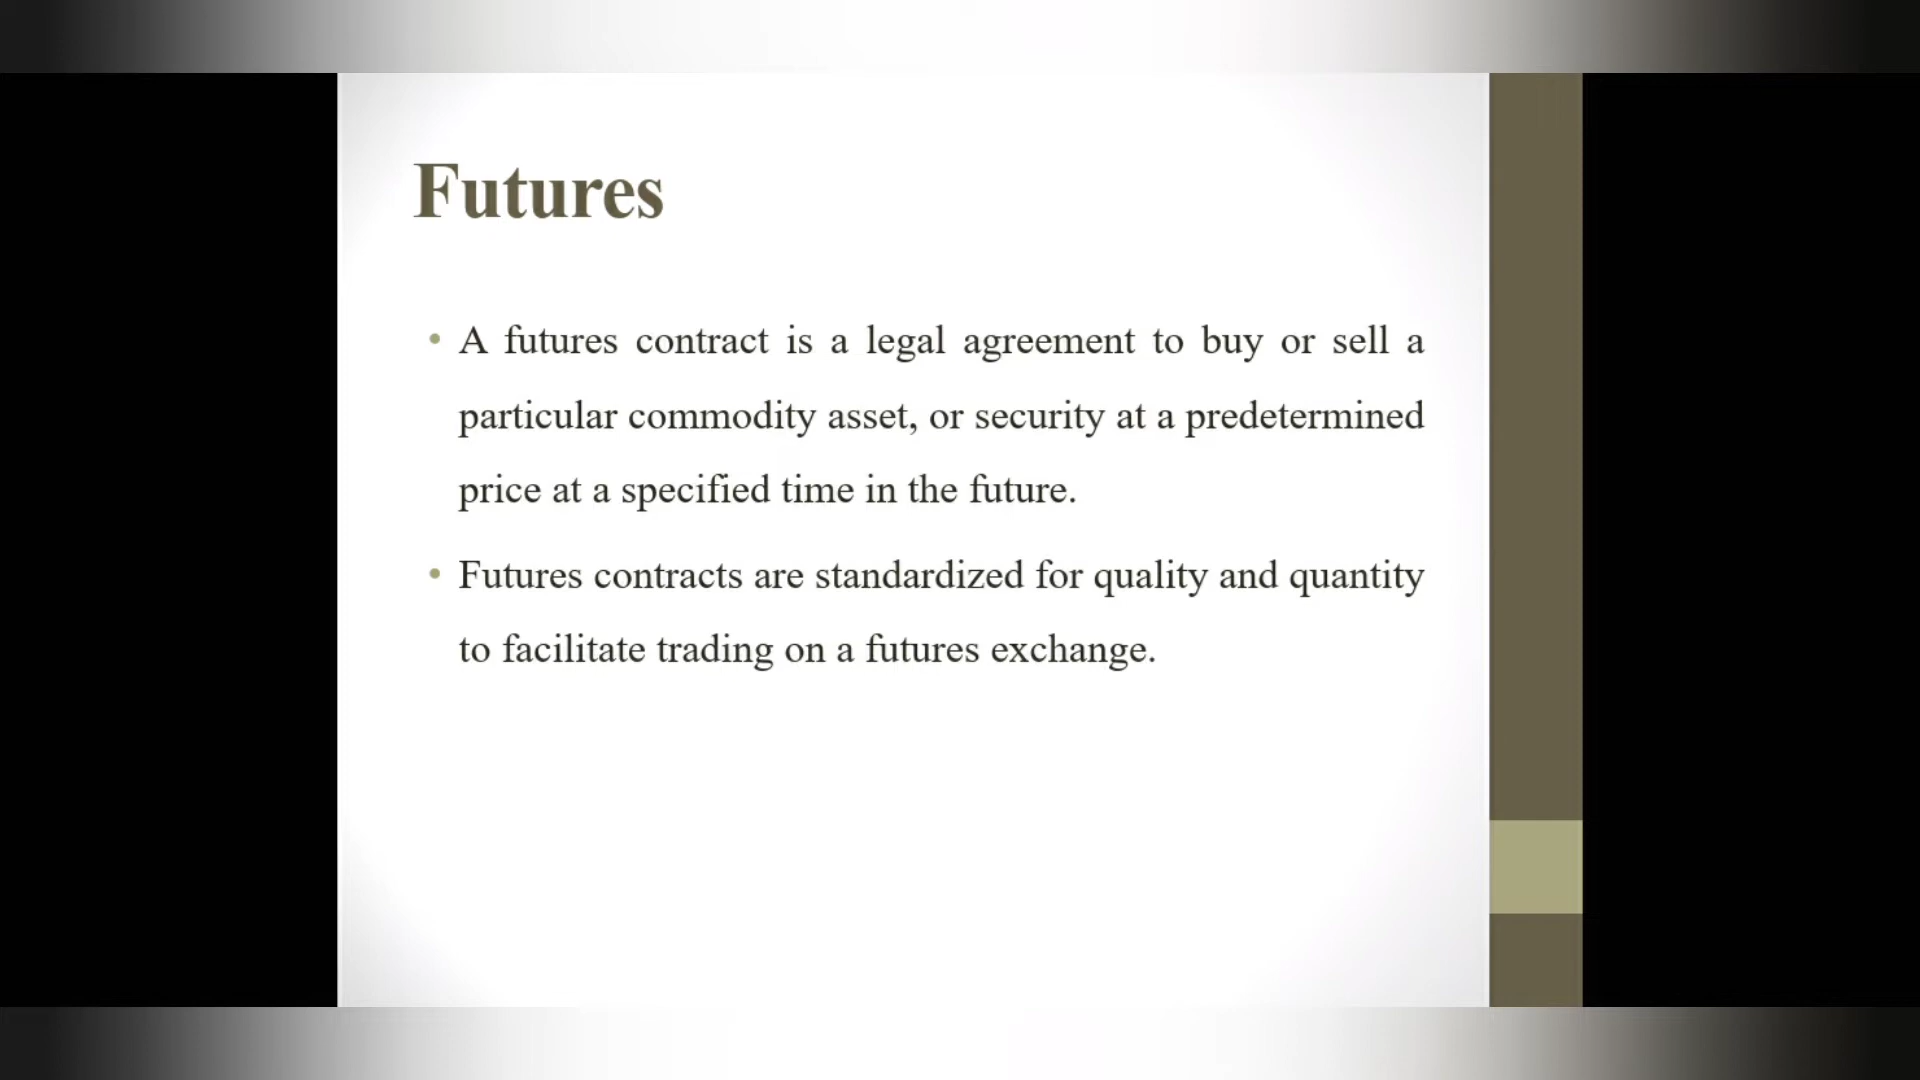 Futures
• A futures contract is a legal agreement to buy or sell a
particular commodity asset, or security at a predetermined
price at a specified time in the future.
• Futures contracts are standardized for quality and quantity
to facilitate trading on a futures exchange.